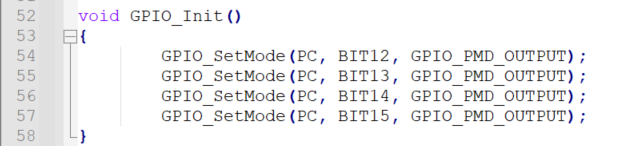 52 void GPIO_Init()
53 {
54 GPIO_SetMode(PC, BIT12, GPIO_PMD_OUTPUT);
55 GPIO_SetMode(PC, BIT13, GPIO_PMD_OUTPUT);
56 GPIO_SetMode(PC, BIT14, GPIO_PMD_OUTPUT);
57 GPIO_SetMode(PC, BIT15, GPIO_PMD_OUTPUT);
58 }